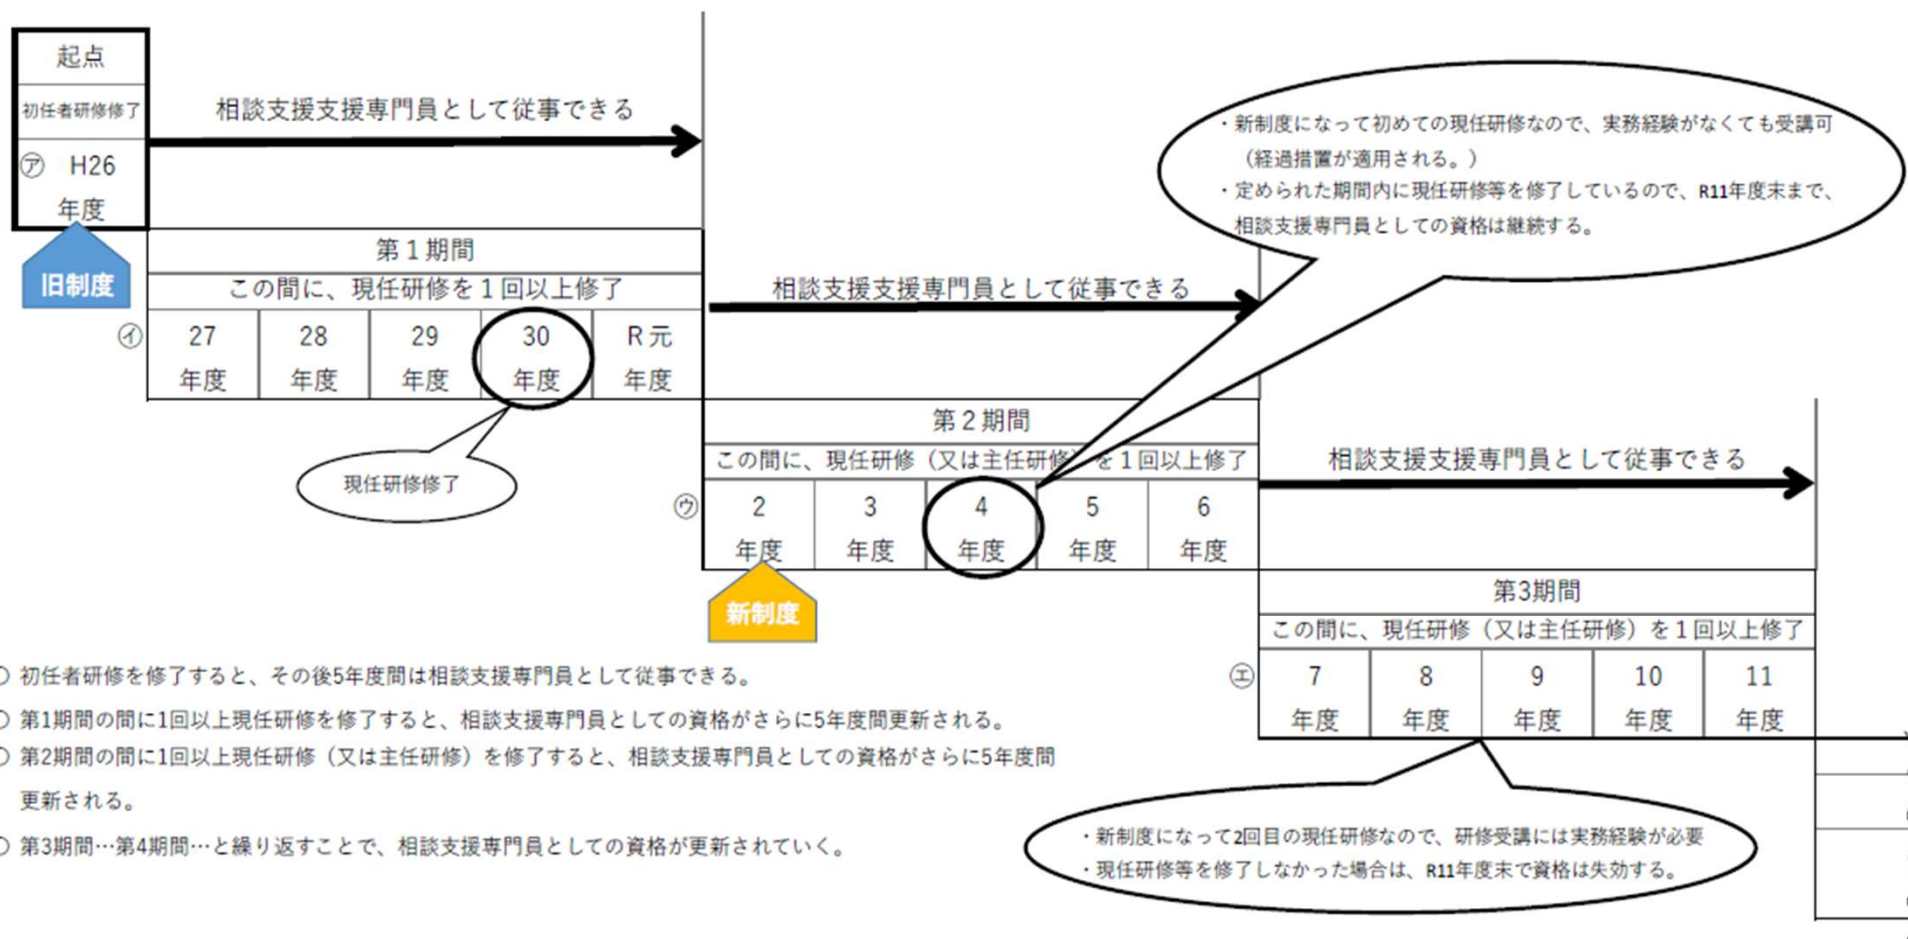 起点
初任者研修修了
㋐ H26
年度
旧制度
相談支援支援専門員として従事できる
第１期間
この間に、現任研修を１回以上修了
㋑
27
年度
28
年度
29
年度
30
年度
R元
年度
現任研修修了
・新制度になって初めての現任研修なので、実務経験がなくても受講可
（経過措置が適用される。）
・定められた期間内に現任研修等を修了しているので、R11年度末まで、
相談支援専門員としての資格は継続する。
相談支援支援専門員として従事できる
第２期間
この間に、現任研修（又は主任研修）を１回以上修了
㋒
2
年度
3
年度
4
年度
5
年度
6
年度
新制度
相談支援支援専門員として従事できる
第3期間
この間に、現任研修（又は主任研修）を１回以上修了
㋓
7
年度
8
年度
9
年度
10
年度
11
年度
・新制度になって2回目の現任研修なので、研修受講には実務経験が必要
・現任研修等を修了しなかった場合は、R11年度末で資格は失効する。
○ 初任者研修を修了すると、その後5年度間は相談支援専門員として従事できる。
○ 第1期間の間に1回以上現任研修を修了すると、相談支援専門員としての資格がさらに5年度間更新される。
○ 第2期間の間に1回以上現任研修（又は主任研修）を修了すると、相談支援専門員としての資格がさらに5年度間
更新される。
○ 第3期間…第4期間…と繰り返すことで、相談支援専門員としての資格が更新されていく。